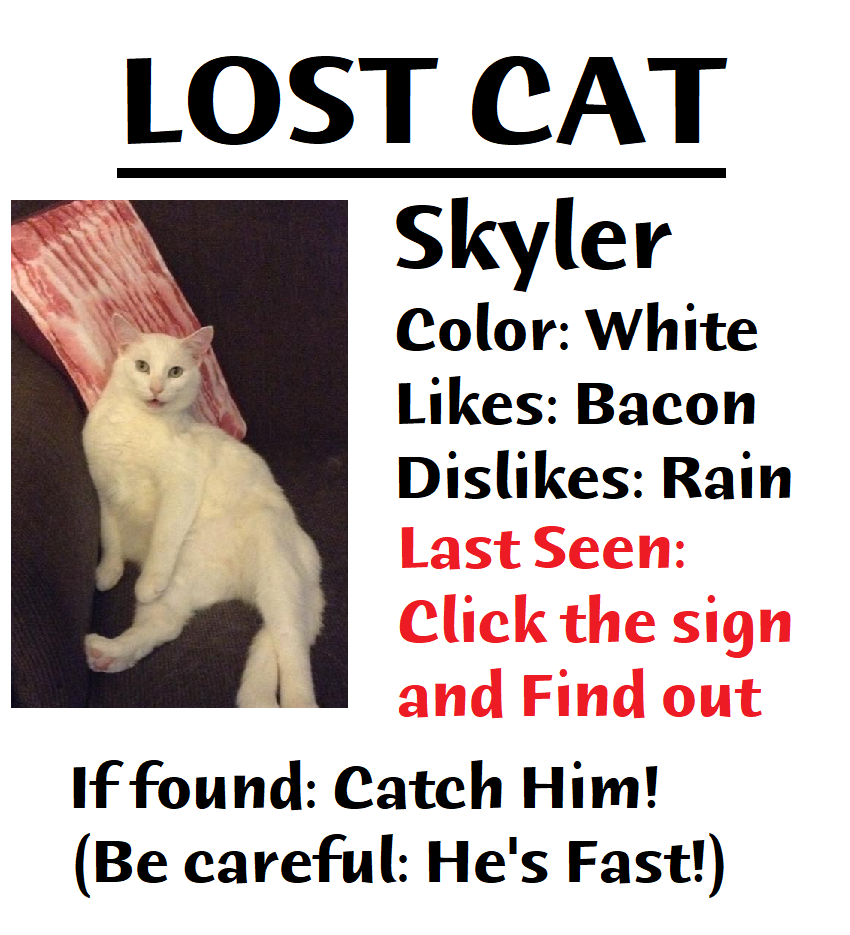 LOST CAT
Skyler
Color: White
Likes: Bacon
Dislikes: Rain
Last Seen:
Click the sign
and Find out
If found: Catch Him!
(Be careful: He's Fast!)